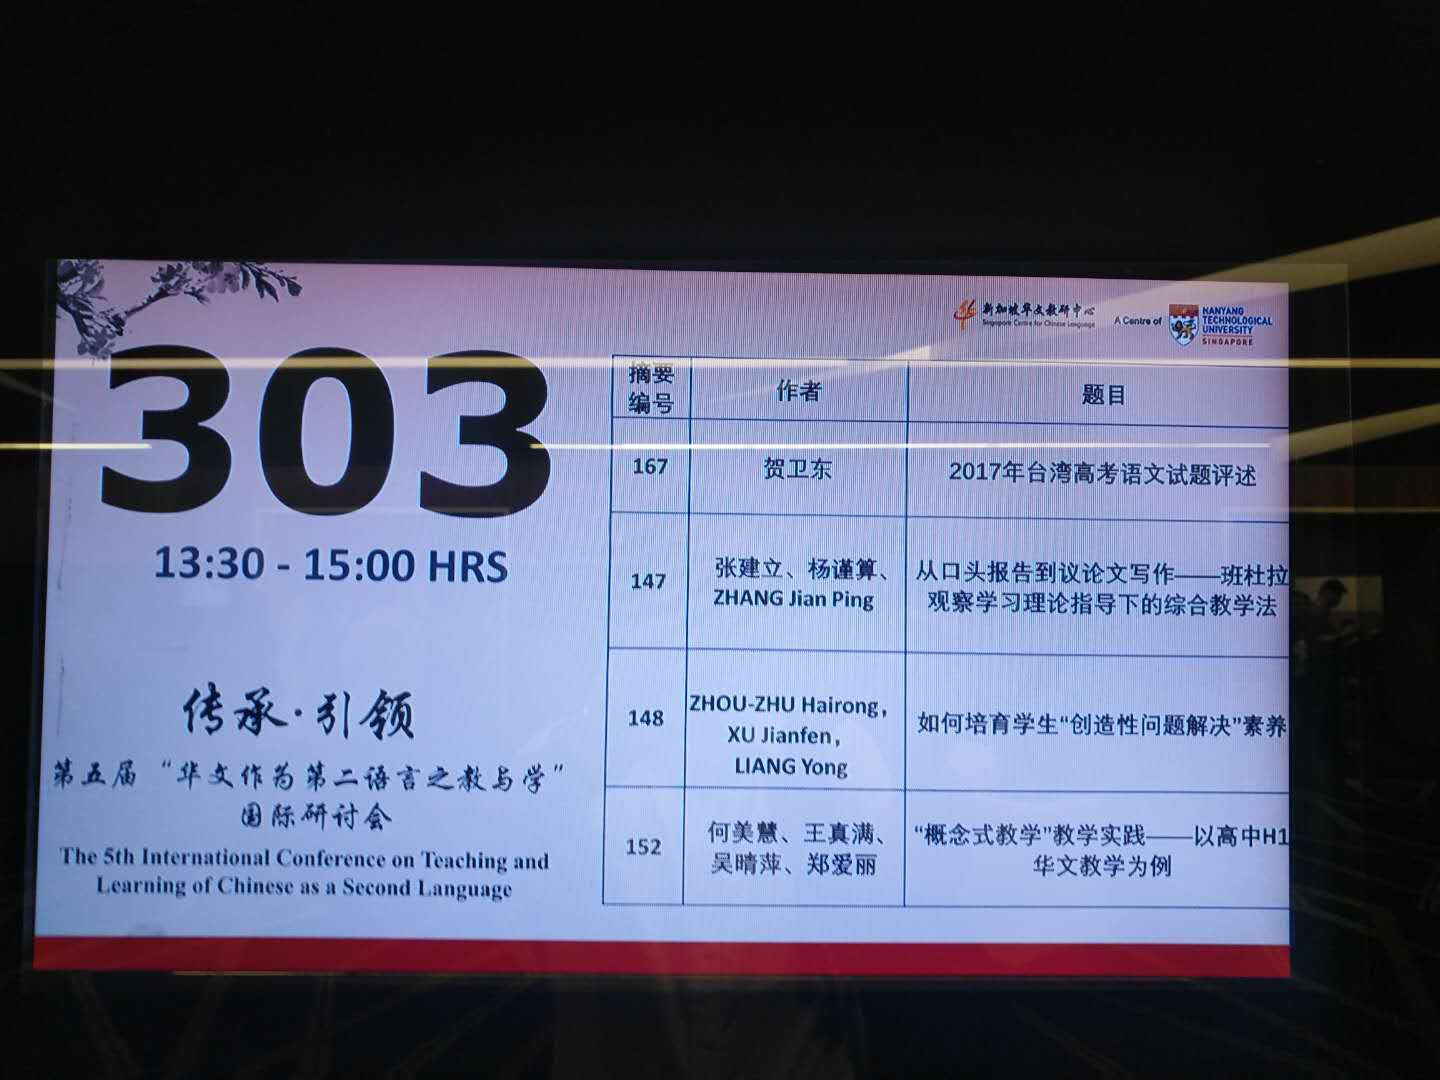 新加坡华文教研中心
Singapore Centre for Chinese Language
A Centre of
NANYANG
TECHNOLOGICAL
UNIVERSITY
SINGAPORE
303
13:30 - 15:00 HRS
传承·引领
第五届“华文作为第二语言之教与学”
国际研讨会
The 5th International Conference on Teaching and
Learning of Chinese as a Second Language
摘要
编号
作者
题目
167
贺卫东
2017年台湾高考语文试题评述
147
张建立、杨谨算、
ZHANG Jian Ping
从口头报告到议论文写作——班杜拉
观察学习理论指导下的综合教学法
148
ZHOU-ZHU Hairong，
XU Jianfen，
LIANG Yong
如何培育学生“创造性问题解决”素养
152
何美慧、王真满、
吴晴萍、郑爱丽
“概念式教学”教学实践——以高中H1
华文教学为例